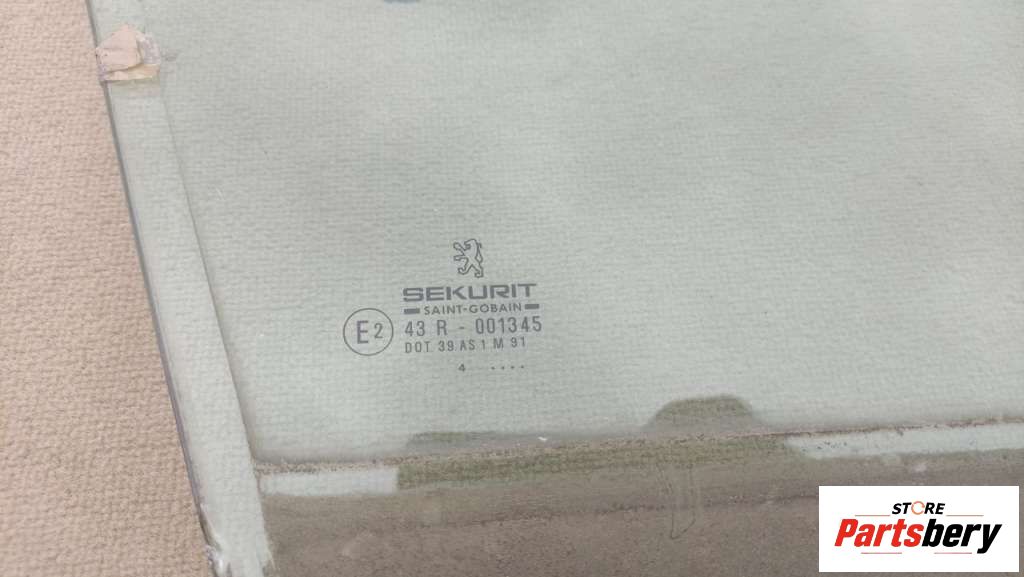 SEKURIT
SAINT-GOBAIN
E2 43 R - 001345
DOT 39 AS 1 M 91
4 ....
STORE
Partsbery